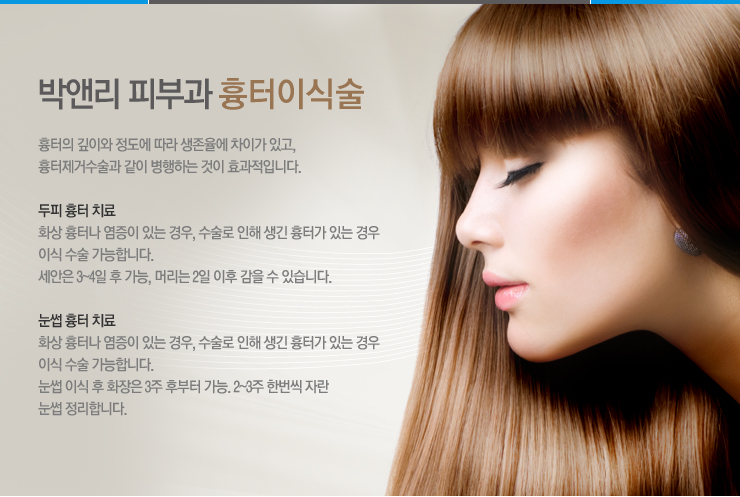 박앤리 피부과 흉터이식술
흉터의 깊이와 정도에 따라 생존율에 차이가 있고,
흉터제거수술과 같이 병행하는 것이 효과적입니다.
두피 흉터 치료
화상 흉터나 염증이 있는 경우, 수술로 인해 생긴 흉터가 있는 경우
이식 수술 가능합니다.
세안은 3~4일 후 가능, 머리는 2일 이후 감을 수 있습니다.
눈썹 흉터 치료
화상 흉터나 염증이 있는 경우, 수술로 인해 생긴 흉터가 있는 경우
이식 수술 가능합니다.
눈썹 이식 후 화장은 3주 후부터 가능. 2~3주 한번씩 자란
눈썹 정리합니다.